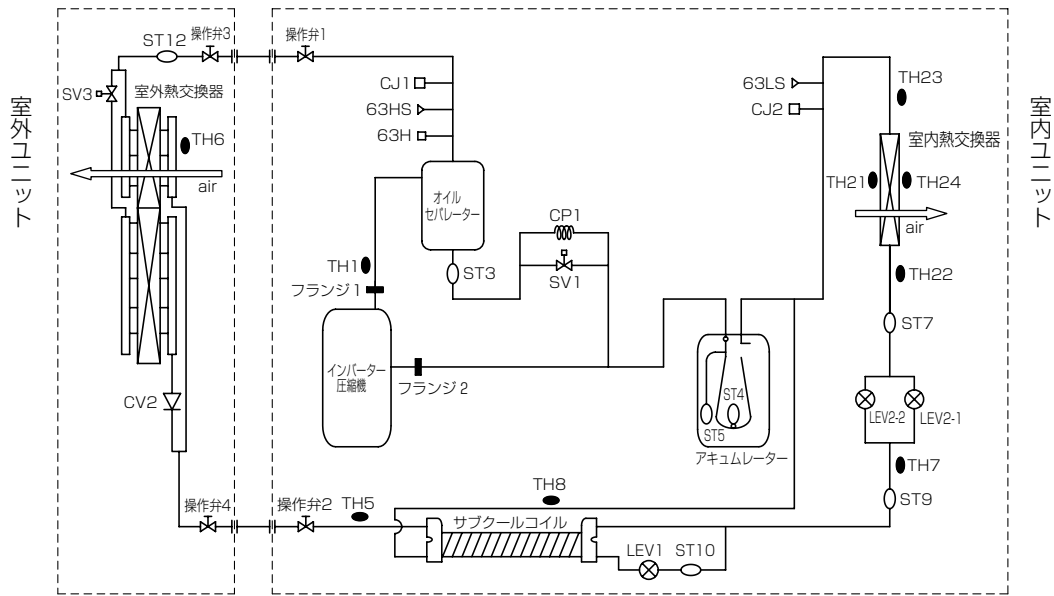 ST12
操作弁3
操作弁1
SV3
室外熱交換器
CJ1
63HS
63H
63LS
CJ2
TH23
室外ユニット
室内ユニット
TH6
air
室内熱交換器
TH21
TH24
air
オイル
セパレーター
CP1
TH1
ST3
SV1
TH22
フランジ1
ST7
インバーター
圧縮機
フランジ2
ST4
ST5
アキュムレーター
CV2
LEV2-2
LEV2-1
TH7
ST9
TH8
操作弁4
操作弁2
TH5
サブクールコイル
LEV1
ST10